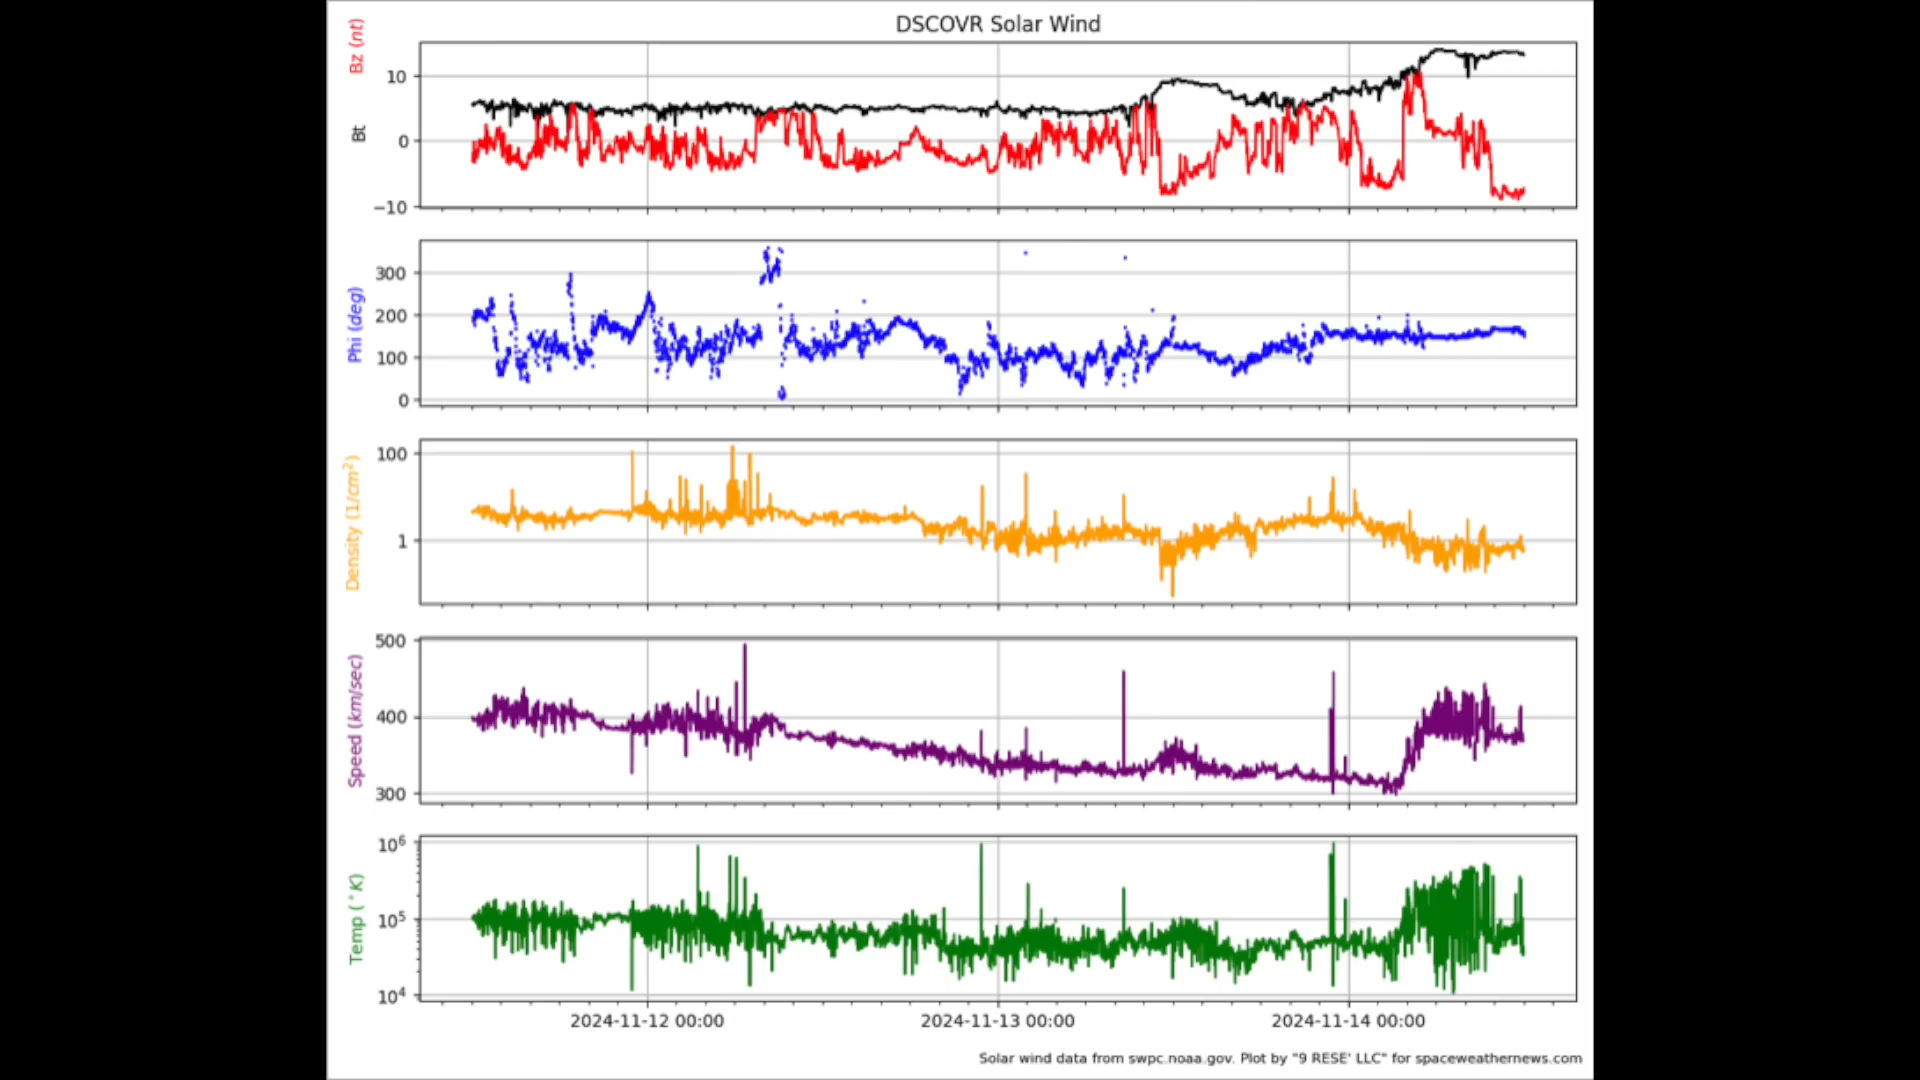 DSCOVR Solar Wind
Bz (nt)
Bt
10
0
−10
Phi (deg)
300
200
100
0
Density (1/cm²)
100
1
Speed (km/sec)
500
400
300
Temp (°K)
10⁶
10⁵
10⁴
2024-11-12 00:00 2024-11-13 00:00 2024-11-14 00:00
Solar wind data from swpc.noaa.gov. Plot by "9 RESE' LLC" for spaceweathernews.com